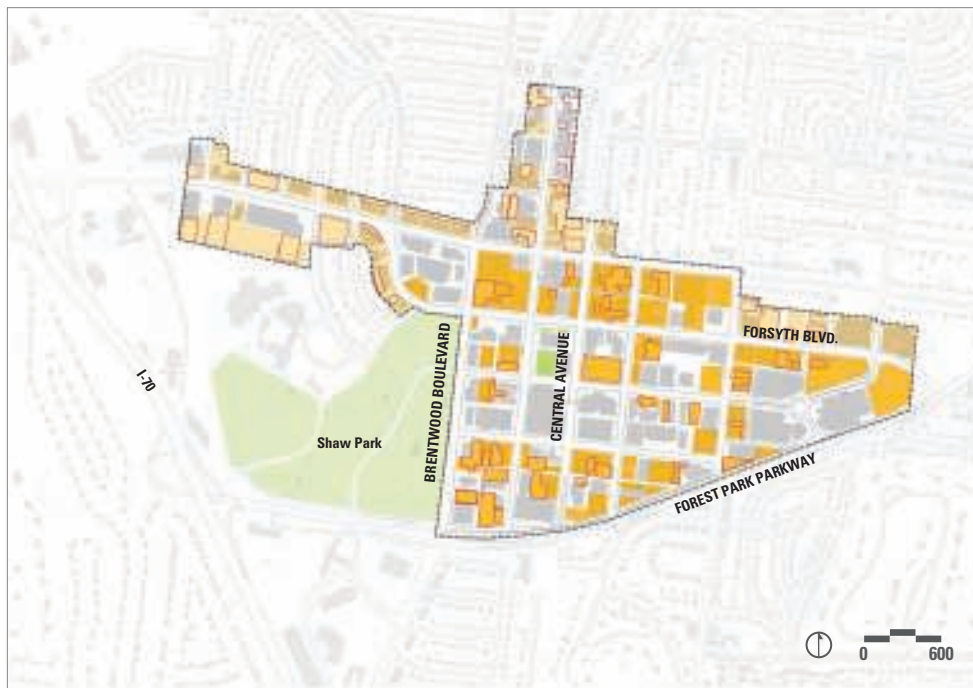 FORSYTH BLVD.
CENTRAL AVENUE
BRENTWOOD BOULEVARD
I-70
Shaw Park
FOREST PARK PARKWAY
0 600